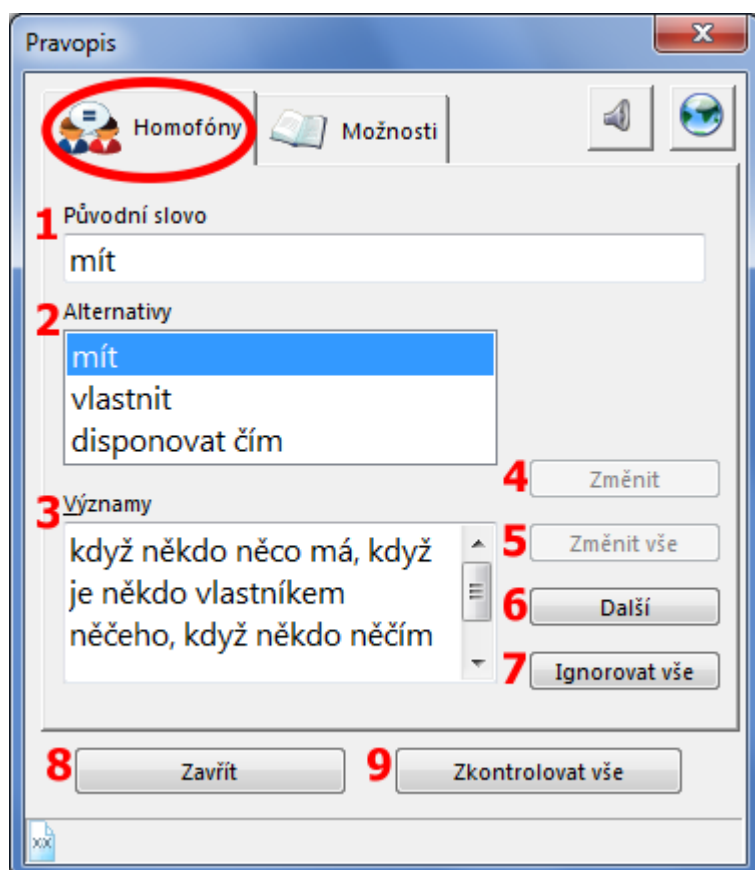 Pravopis
Homofóny
Možnosti
1 Původní slovo
mít
2 Alternativy
mít
vlastnit
disponovat čím
4 Změnit
3 Významy
když někdo něco má, když
je někdo vlastníkem
něčeho, když někdo něčím
5 Změnit vše
6 Další
7 Ignorovat vše
8 Zavřít
9 Zkontrolovat vše
xx